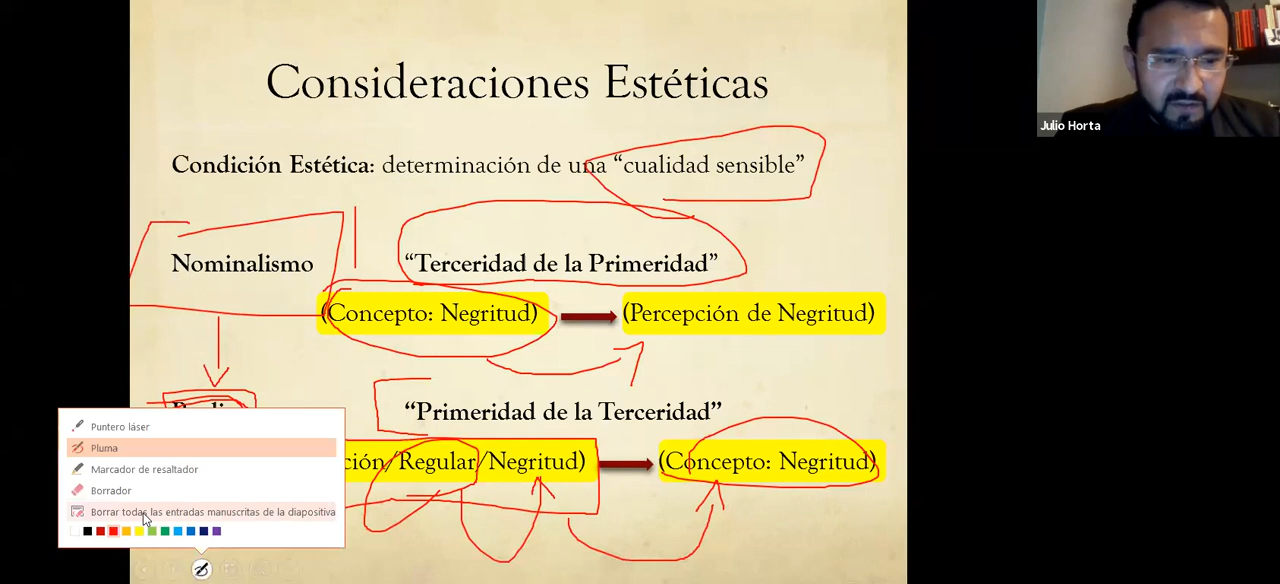 Consideraciones Estéticas
Condición Estética: determinación de una “cualidad sensible”
Nominalismo
“Terceridad de la Primeridad”
(Concepto: Negritud)
(Percepción de Negritud)
“Primeridad de la Terceridad”
ción/Regular/Negritud)
(Concepto: Negritud)
Puntero láser
Pluma
Marcador de resaltador
Borrador
Borrar todas las entradas manuscritas de la diapositiva
Julio Horta